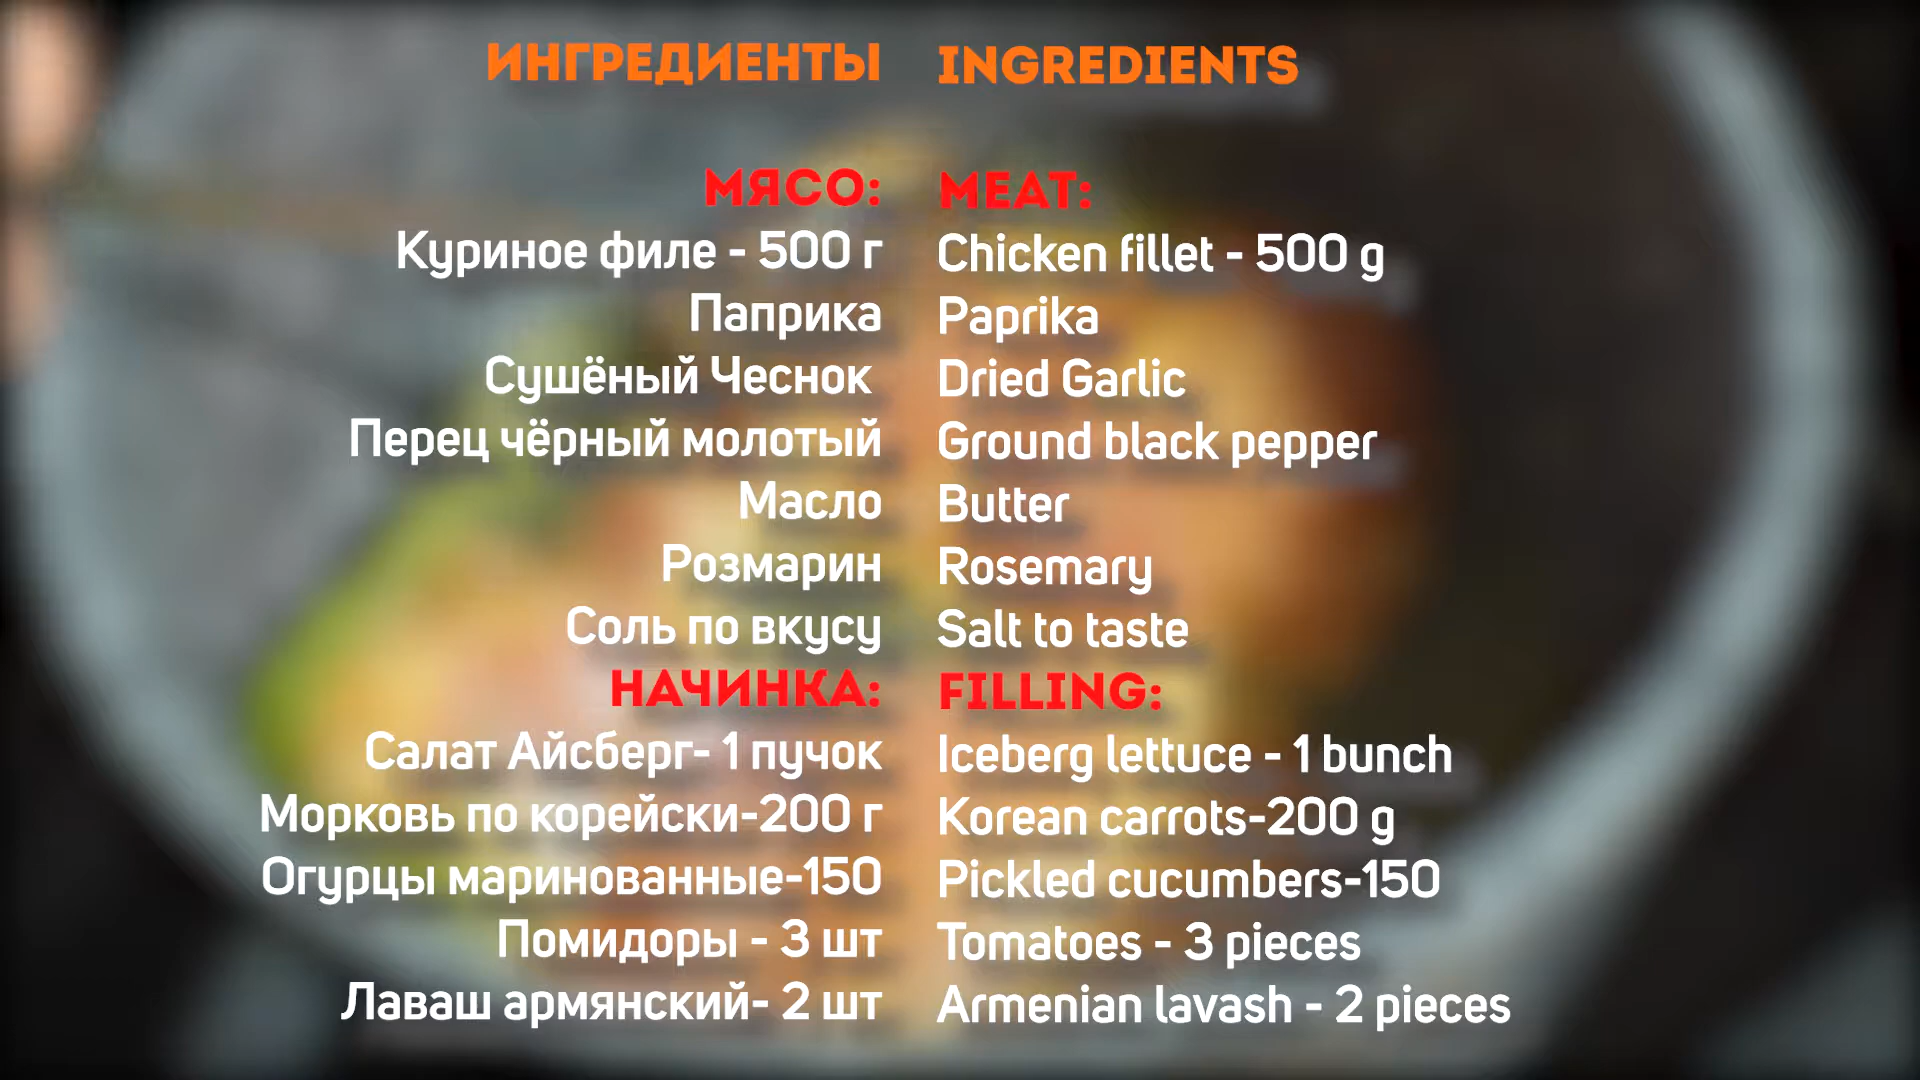 ИНГРЕДИЕНТЫ
МЯСО:
Куриное филе - 500 г
Паприка
Сушёный Чеснок
Перец чёрный молотый
Масло
Розмарин
Соль по вкусу
НАЧИНКА:
Салат Айсберг- 1 пучок
Морковь по корейски-200 г
Огурцы маринованные-150
Помидоры - 3 шт
Лаваш армянский- 2 шт
INGREDIENTS
MEAT:
Chicken fillet - 500 g
Paprika
Dried Garlic
Ground black pepper
Butter
Rosemary
Salt to taste
FILLING:
Iceberg lettuce - 1 bunch
Korean carrots-200 g
Pickled cucumbers-150
Tomatoes - 3 pieces
Armenian lavash - 2 pieces